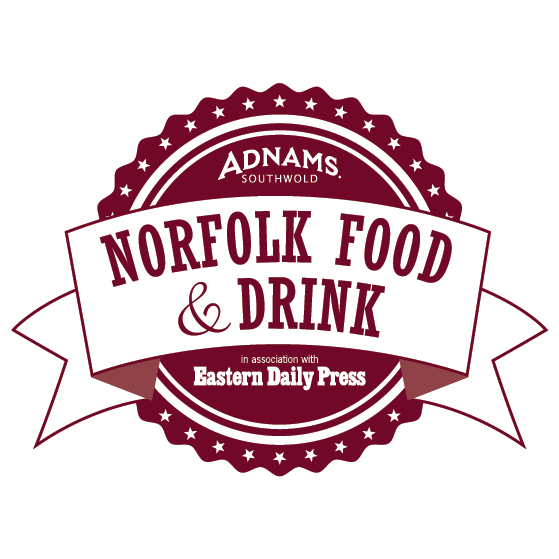 ADNAMS.
SOUTHWOLD
NORFOLK FOOD
& DRINK
in association with
Eastern Daily Press